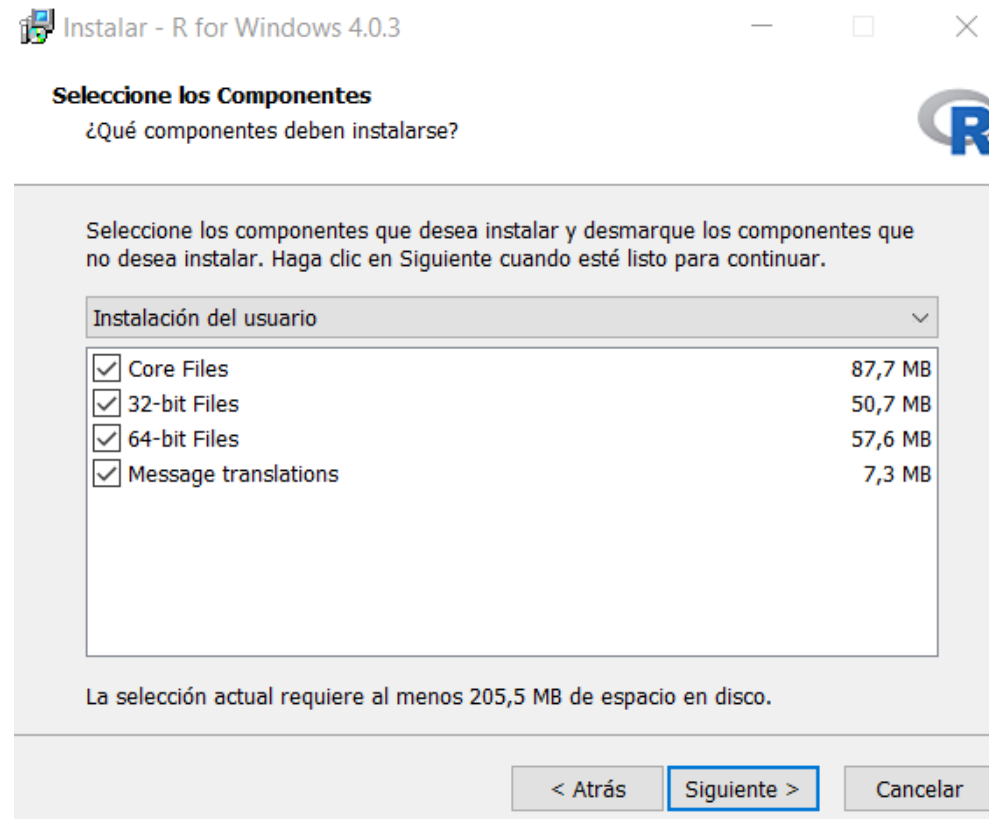 Instalar - R for Windows 4.0.3
Seleccione los Componentes
¿Qué componentes deben instalarse?
R
Seleccione los componentes que desea instalar y desmarque los componentes que
no desea instalar. Haga clic en Siguiente cuando esté listo para continuar.
Instalación del usuario
Core Files 87,7 MB
32-bit Files 50,7 MB
64-bit Files 57,6 MB
Message translations 7,3 MB
La selección actual requiere al menos 205,5 MB de espacio en disco.
< Atrás Siguiente > Cancelar